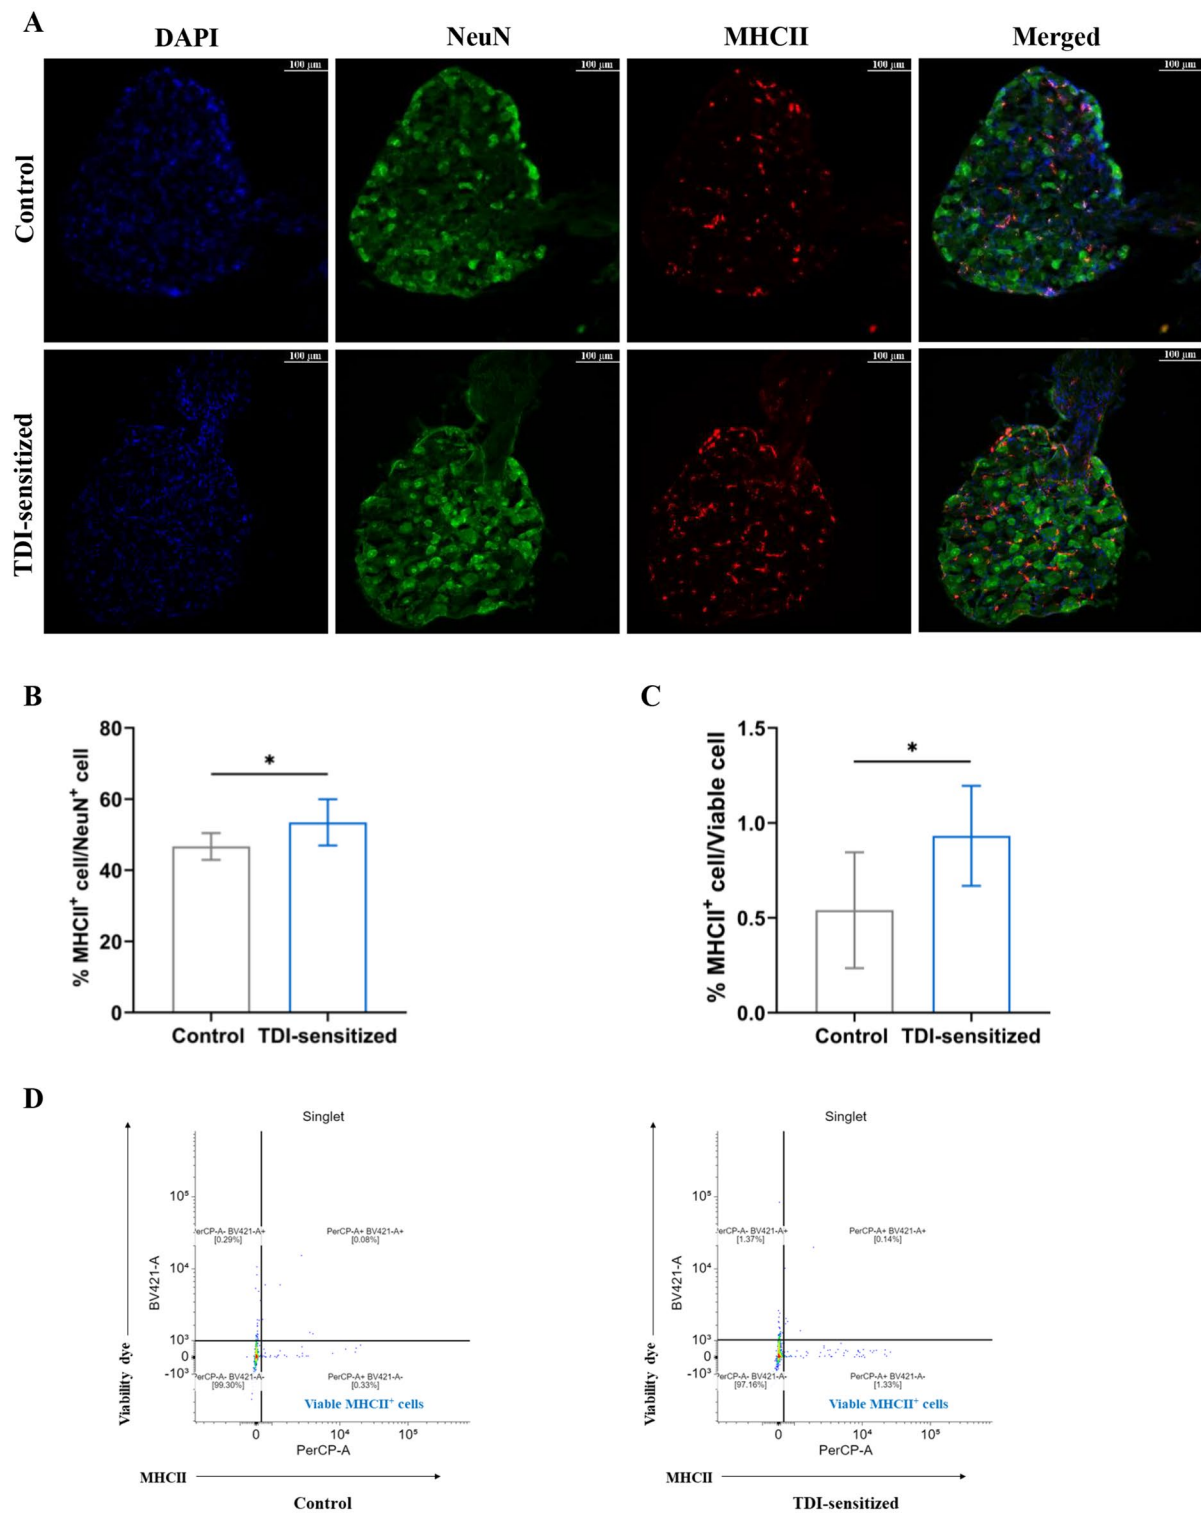 A
DAPI
NeuN
MHCII
Merged
Control
100 μm
100 μm
100 μm
100 μm
TDI-sensitized
100 μm
100 μm
100 μm
100 μm
B
% MHCII⁺ cell/NeuN⁺ cell
80
60
40
20
0
*
Control
TDI-sensitized
C
% MHCII⁺ cell/Viable cell
1.5
1.0
0.5
0.0
*
Control
TDI-sensitized
D
Singlet
Viability dye
BV421-A
10⁵
10⁴
10³
0
-10³
erCP-A- BV421-A+
[0.29%]
PerCP-A+ BV421-A+
[0.08%]
erCP-A- BV421-A-
[99.30%]
PerCP-A+ BV421-A-
[0.33%]
Viable MHCII⁺ cells
0
10⁴
10⁵
PerCP-A
MHCII
Control
Singlet
Viability dye
BV421-A
10⁵
10⁴
10³
0
-10³
erCP-A- BV421-A+
[1.37%]
PerCP-A+ BV421-A+
[0.14%]
erCP-A- BV421-A-
[97.16%]
PerCP-A+ BV421-A-
[1.33%]
Viable MHCII⁺ cells
0
10⁴
10⁵
PerCP-A
MHCII
TDI-sensitized